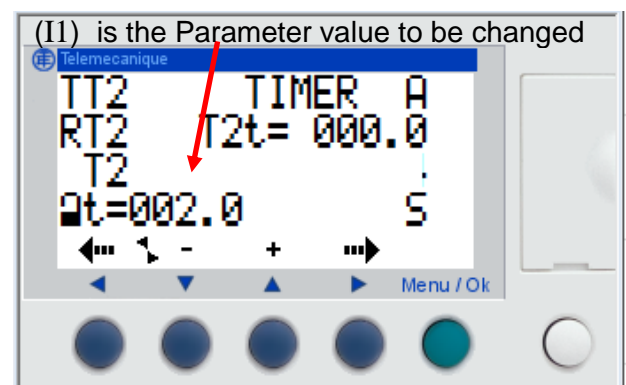 (I1) is the Parameter value to be changed
Telemecanique
TT2 TIMER A
RT2 T2t= 000.0
T2 .
t=002.0 S
- +
Menu / Ok